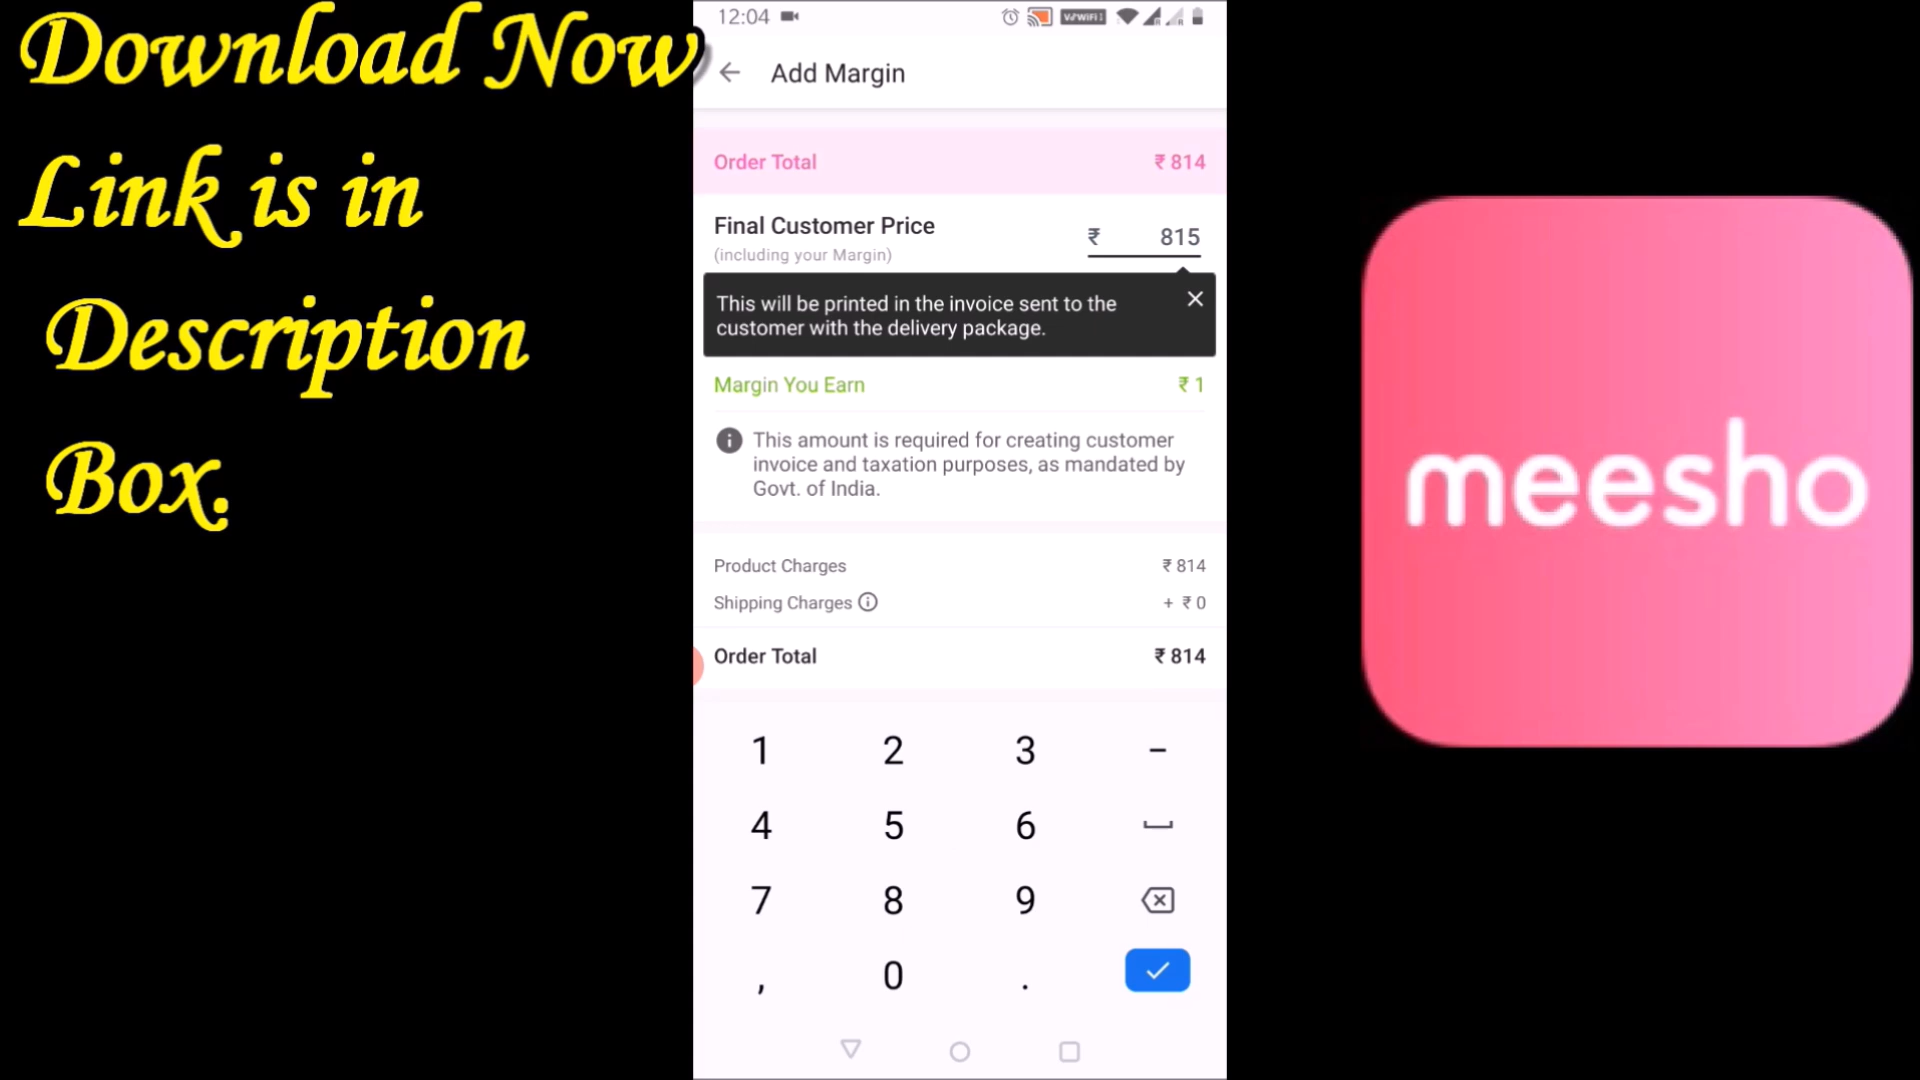 Download Now
Link is in
Description
Box.
12:04
VoWiFi
Add Margin
Order Total ₹ 814
Final Customer Price
(including your Margin)
₹ 815
This will be printed in the invoice sent to the
customer with the delivery package.
Margin You Earn ₹ 1
This amount is required for creating customer
invoice and taxation purposes, as mandated by
Govt. of India.
Product Charges ₹ 814
Shipping Charges + ₹ 0
Order Total ₹ 814
1 2 3 -
4 5 6
7 8 9
, 0 .
meesho